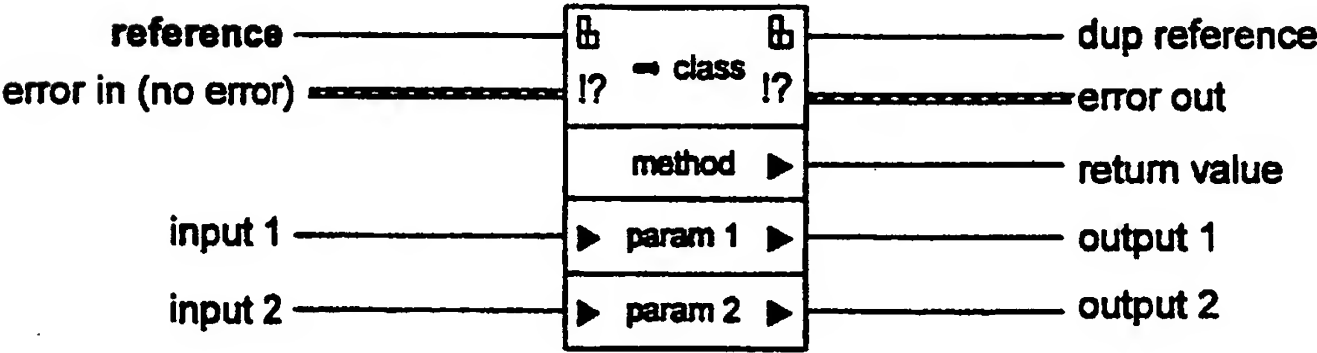 reference
dup reference
class
error in (no error)
!?
!?
error out
method
return value
input 1
param 1
output 1
input 2
param 2
output 2